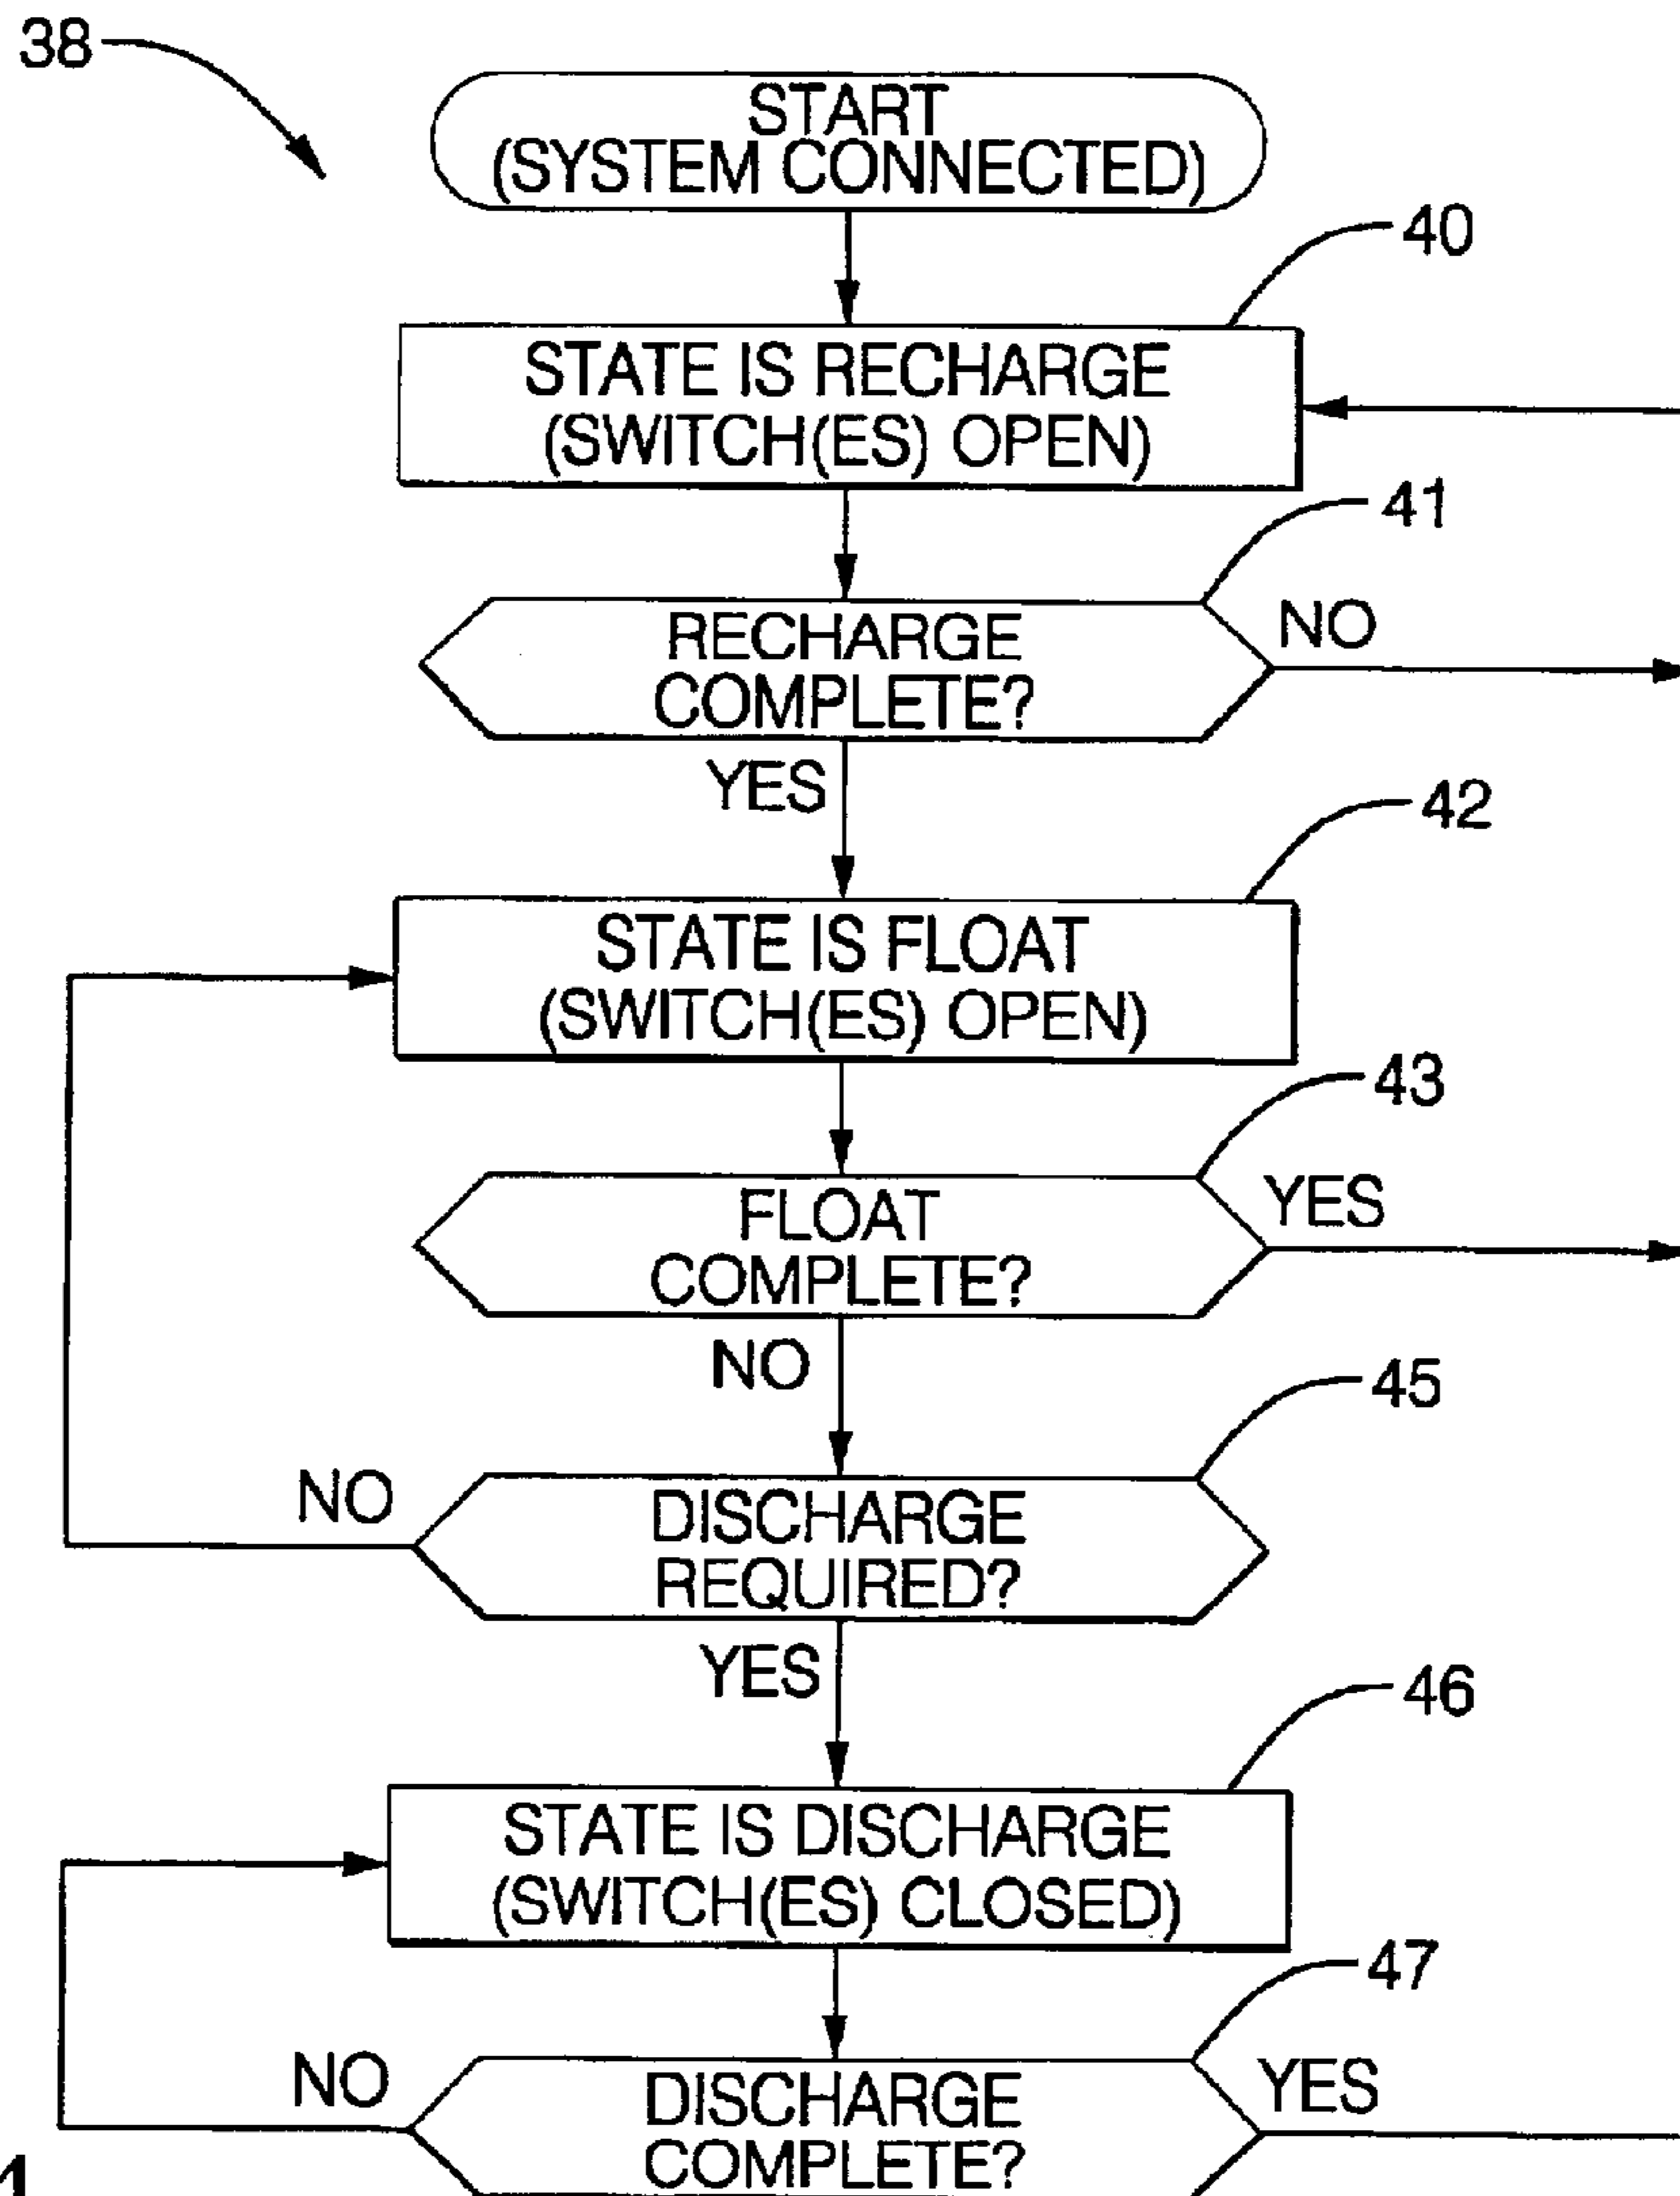 38
START
(SYSTEM CONNECTED)
40
STATE IS RECHARGE
(SWITCH(ES) OPEN)
41
RECHARGE
COMPLETE?
NO
YES
42
STATE IS FLOAT
(SWITCH(ES) OPEN)
43
FLOAT
COMPLETE?
YES
NO
45
NO
DISCHARGE
REQUIRED?
YES
46
STATE IS DISCHARGE
(SWITCH(ES) CLOSED)
47
NO
DISCHARGE
COMPLETE?
YES